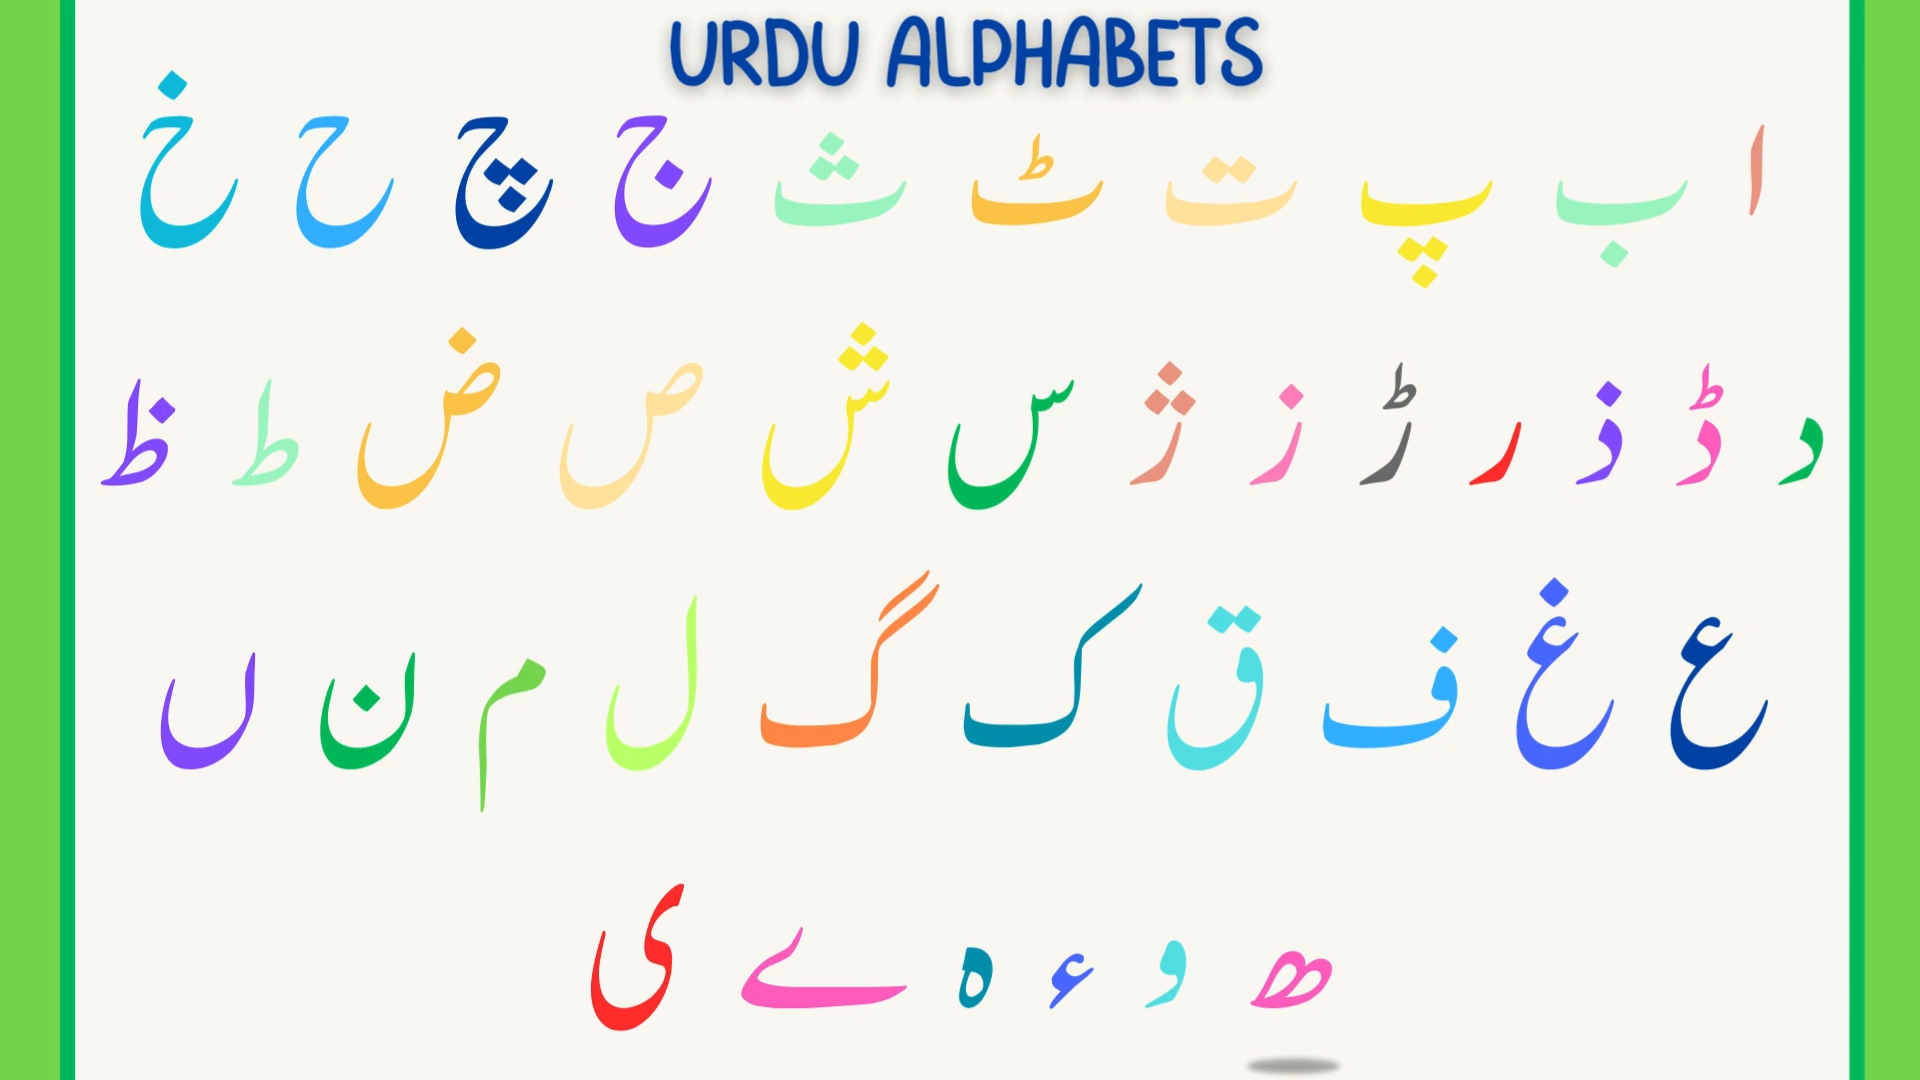 URDU ALPHABETS
ا ب پ ت ٹ ث ج چ ح خ
د ڈ ذ ر ڑ ز ژ س ش ص ض ط ظ
ع غ ف ق ک گ ل م ن ں
ھ و ء ہ ے ی